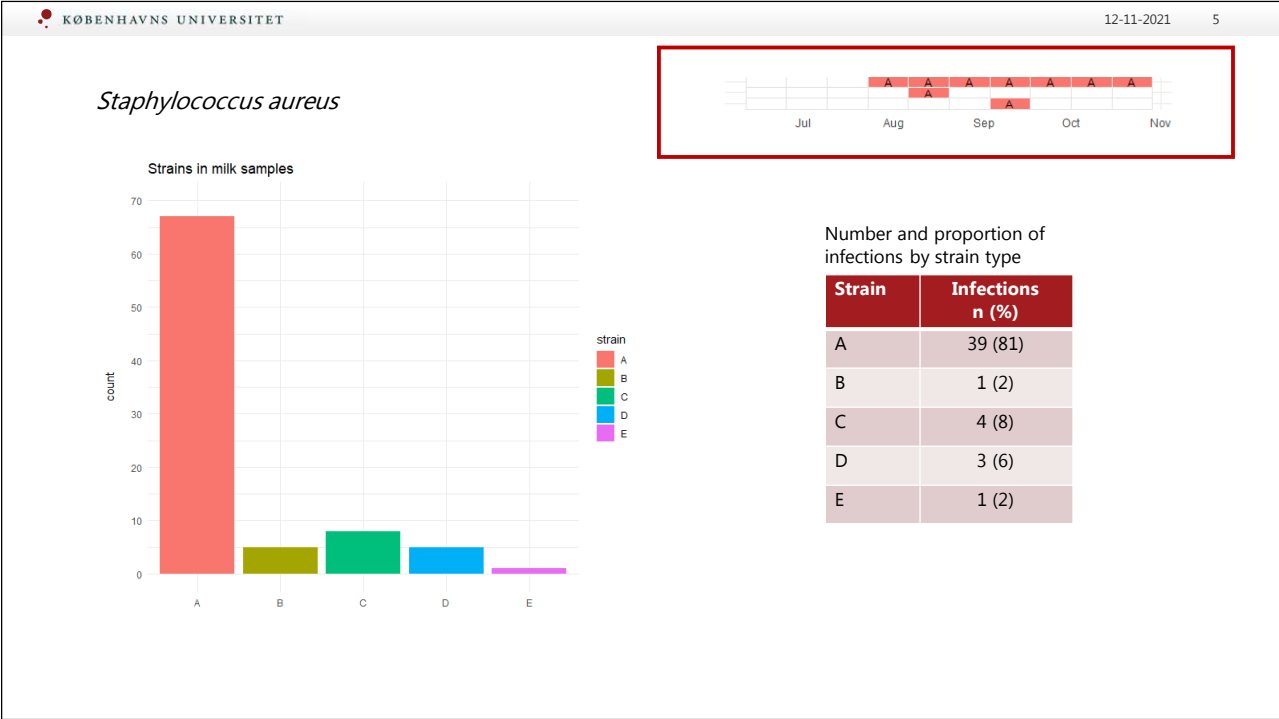 KØBENHAVNS UNIVERSITET
12-11-2021 5
Staphylococcus aureus
A A A A A A A
A
A
Jul Aug Sep Oct Nov
Strains in milk samples
70
60
50
40
30
20
10
0
count
A B C D E
strain
A
B
C
D
E
Number and proportion of
infections by strain type
Strain Infections
n (%)
A 39 (81)
B 1 (2)
C 4 (8)
D 3 (6)
E 1 (2)